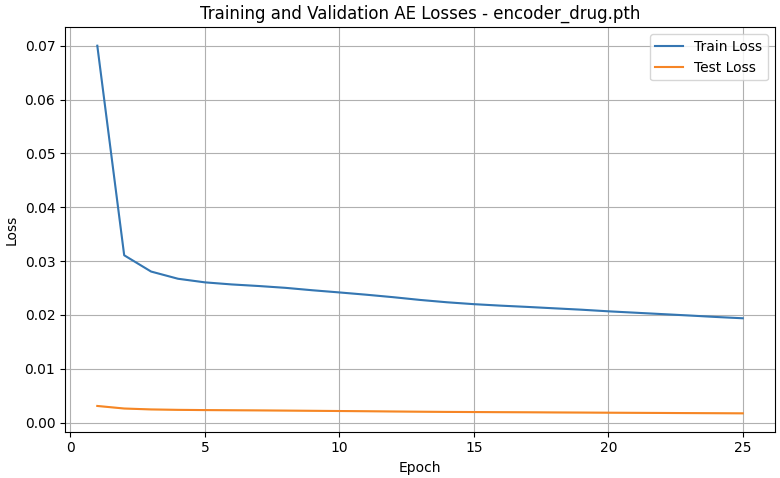 Training and Validation AE Losses - encoder_drug.pth
Train Loss
Test Loss
0.07
0.06
0.05
0.04
0.03
0.02
0.01
0.00
Loss
0 5 10 15 20 25
Epoch